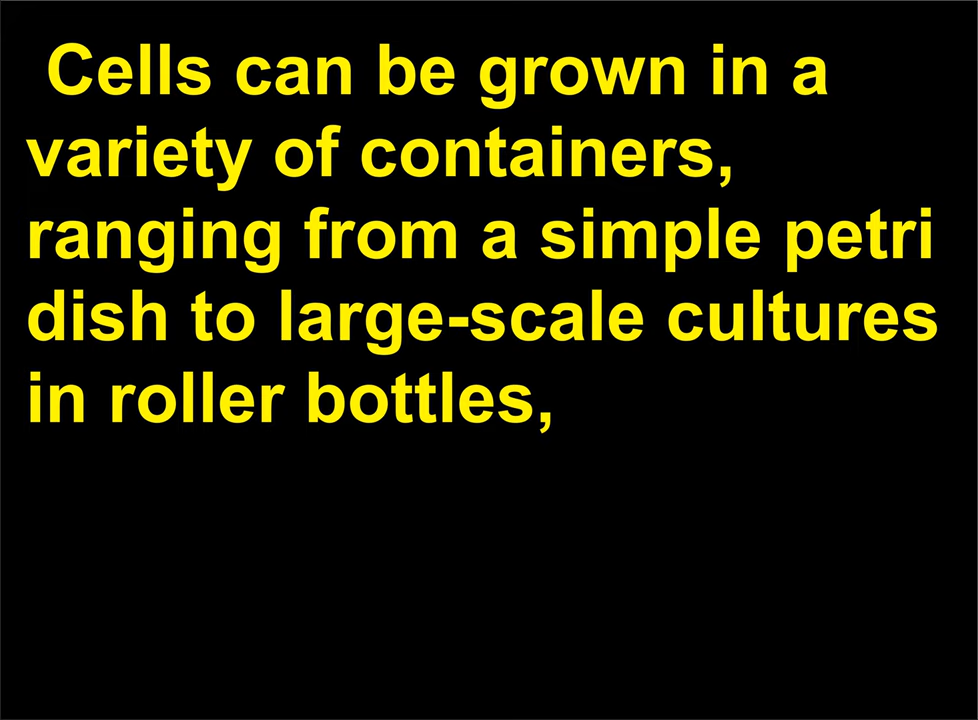 Cells can be grown in a
variety of containers,
ranging from a simple petri
dish to large-scale cultures
in roller bottles,